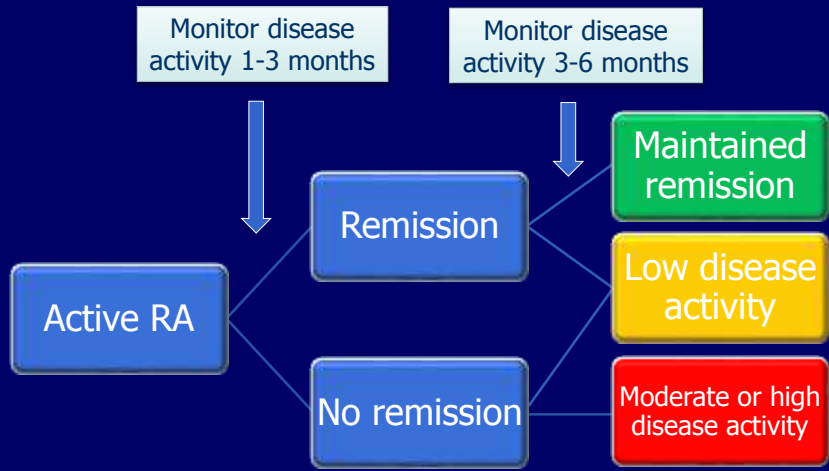 Monitor disease
activity 1-3 months
Monitor disease
activity 3-6 months
Maintained
remission
Remission
Low disease
activity
Active RA
No remission
Moderate or high
disease activity